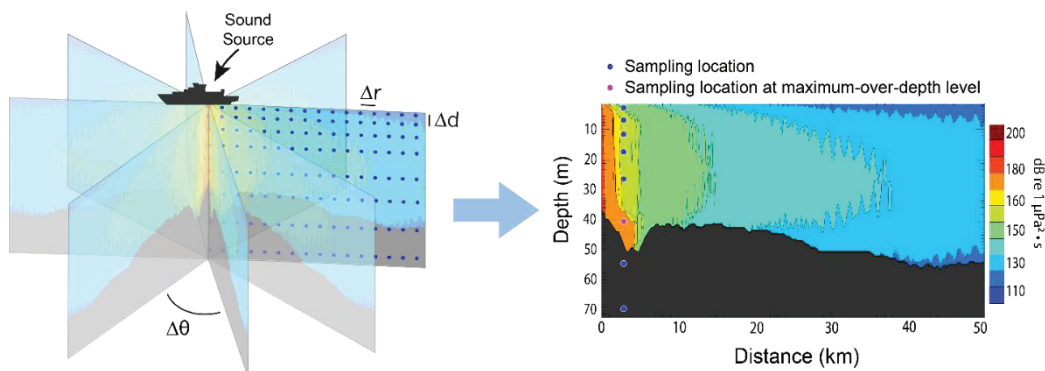 Sound
Source
Δr
Δd
Δθ
Sampling location
Sampling location at maximum-over-depth level
Depth (m)
10
20
30
40
50
60
70
0
10
20
30
40
50
Distance (km)
200
180
170
160
150
130
110
dB re 1 µPa²•s